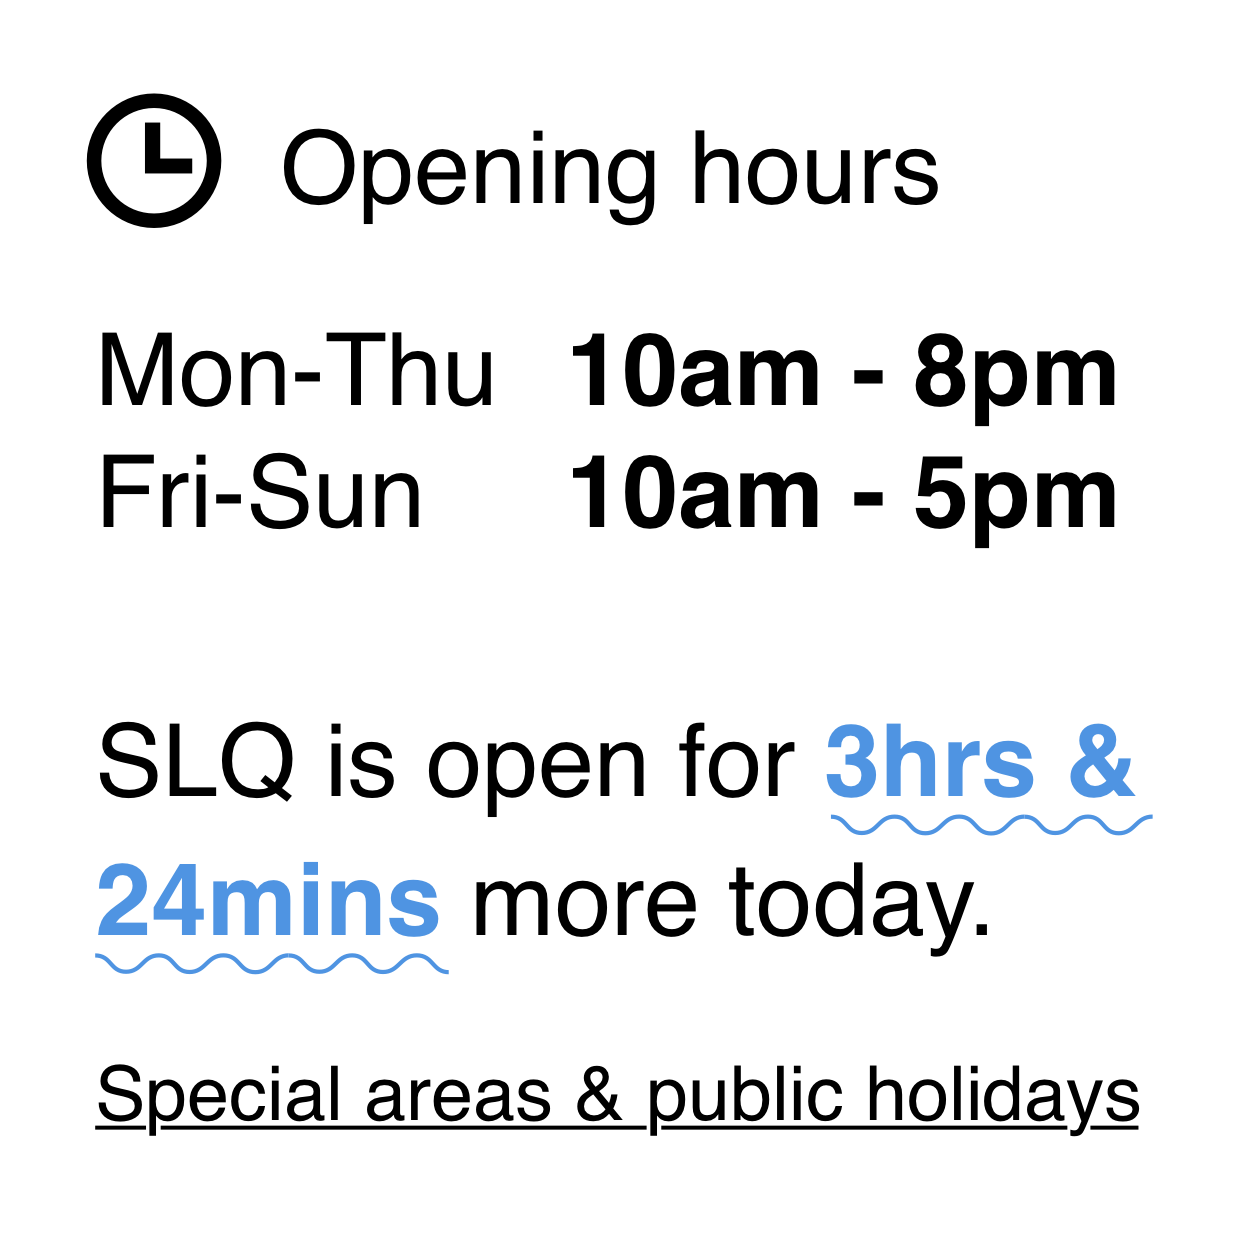 Opening hours
Mon-Thu 10am - 8pm
Fri-Sun 10am - 5pm
SLQ is open for 3hrs &
24mins more today.
Special areas & public holidays